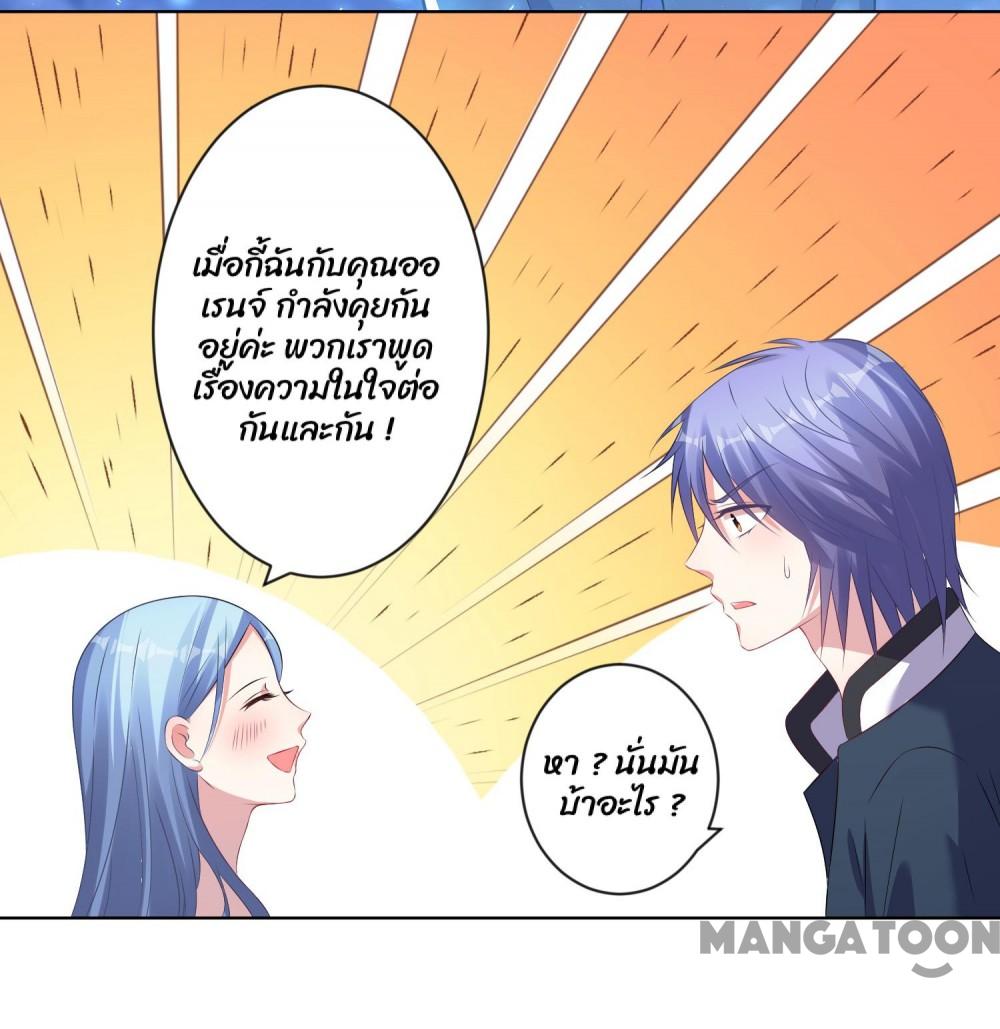 เมื่อกี้ฉันกับคุณออ
เรนจ์ กำลังคุยกัน
อยู่ค่ะ พวกเราพูด
เรื่องความในใจต่อ
กันและกัน !
หา ? นั่นมัน
บ้าอะไร ?
MANGATOON